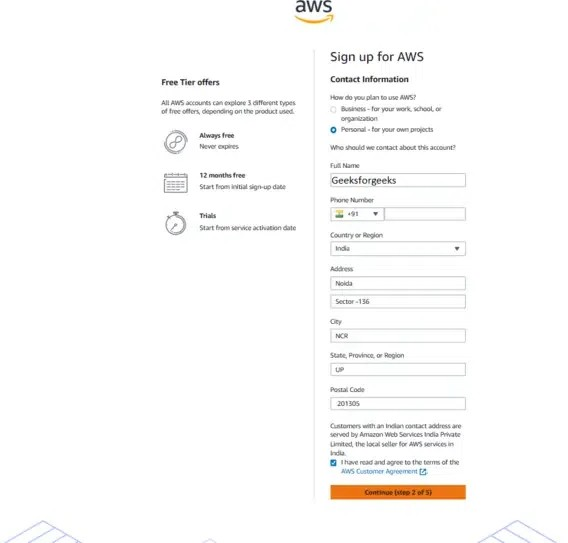 aws
Sign up for AWS
Free Tier offers
All AWS accounts can explore 3 different types
of free offers, depending on the product used.
Always free
Never expires
12 months free
Start from initial sign-up date
Trials
Start from service activation date
Contact Information
How do you plan to use AWS?
Business - for your work, school, or
organization
Personal - for your own projects
Who should we contact about this account?
Full Name
Geeksforgeeks
Phone Number
+91
Country or Region
India
Address
Noida
Sector -136
City
NCR
State, Province, or Region
UP
Postal Code
201305
Customers with an Indian contact address are
served by Amazon Web Services India Private
Limited, the local seller for AWS services in
India.
I have read and agree to the terms of the
AWS Customer Agreement
Continue (step 2 of 5)